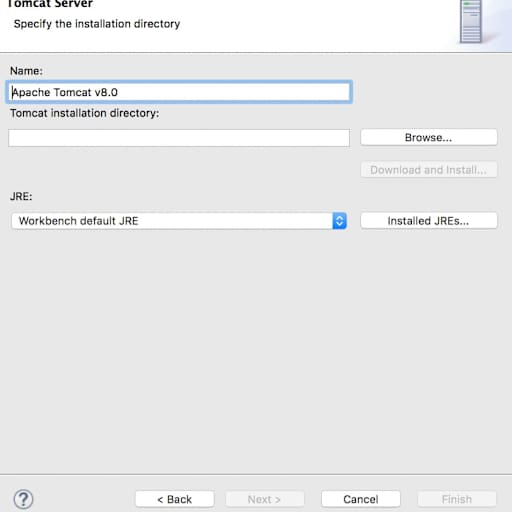 Tomcat Server
Specify the installation directory
Name:
Apache Tomcat v8.0
Tomcat installation directory:
Browse...
Download and Install...
JRE:
Workbench default JRE
Installed JREs...
?
< Back
Next >
Cancel
Finish